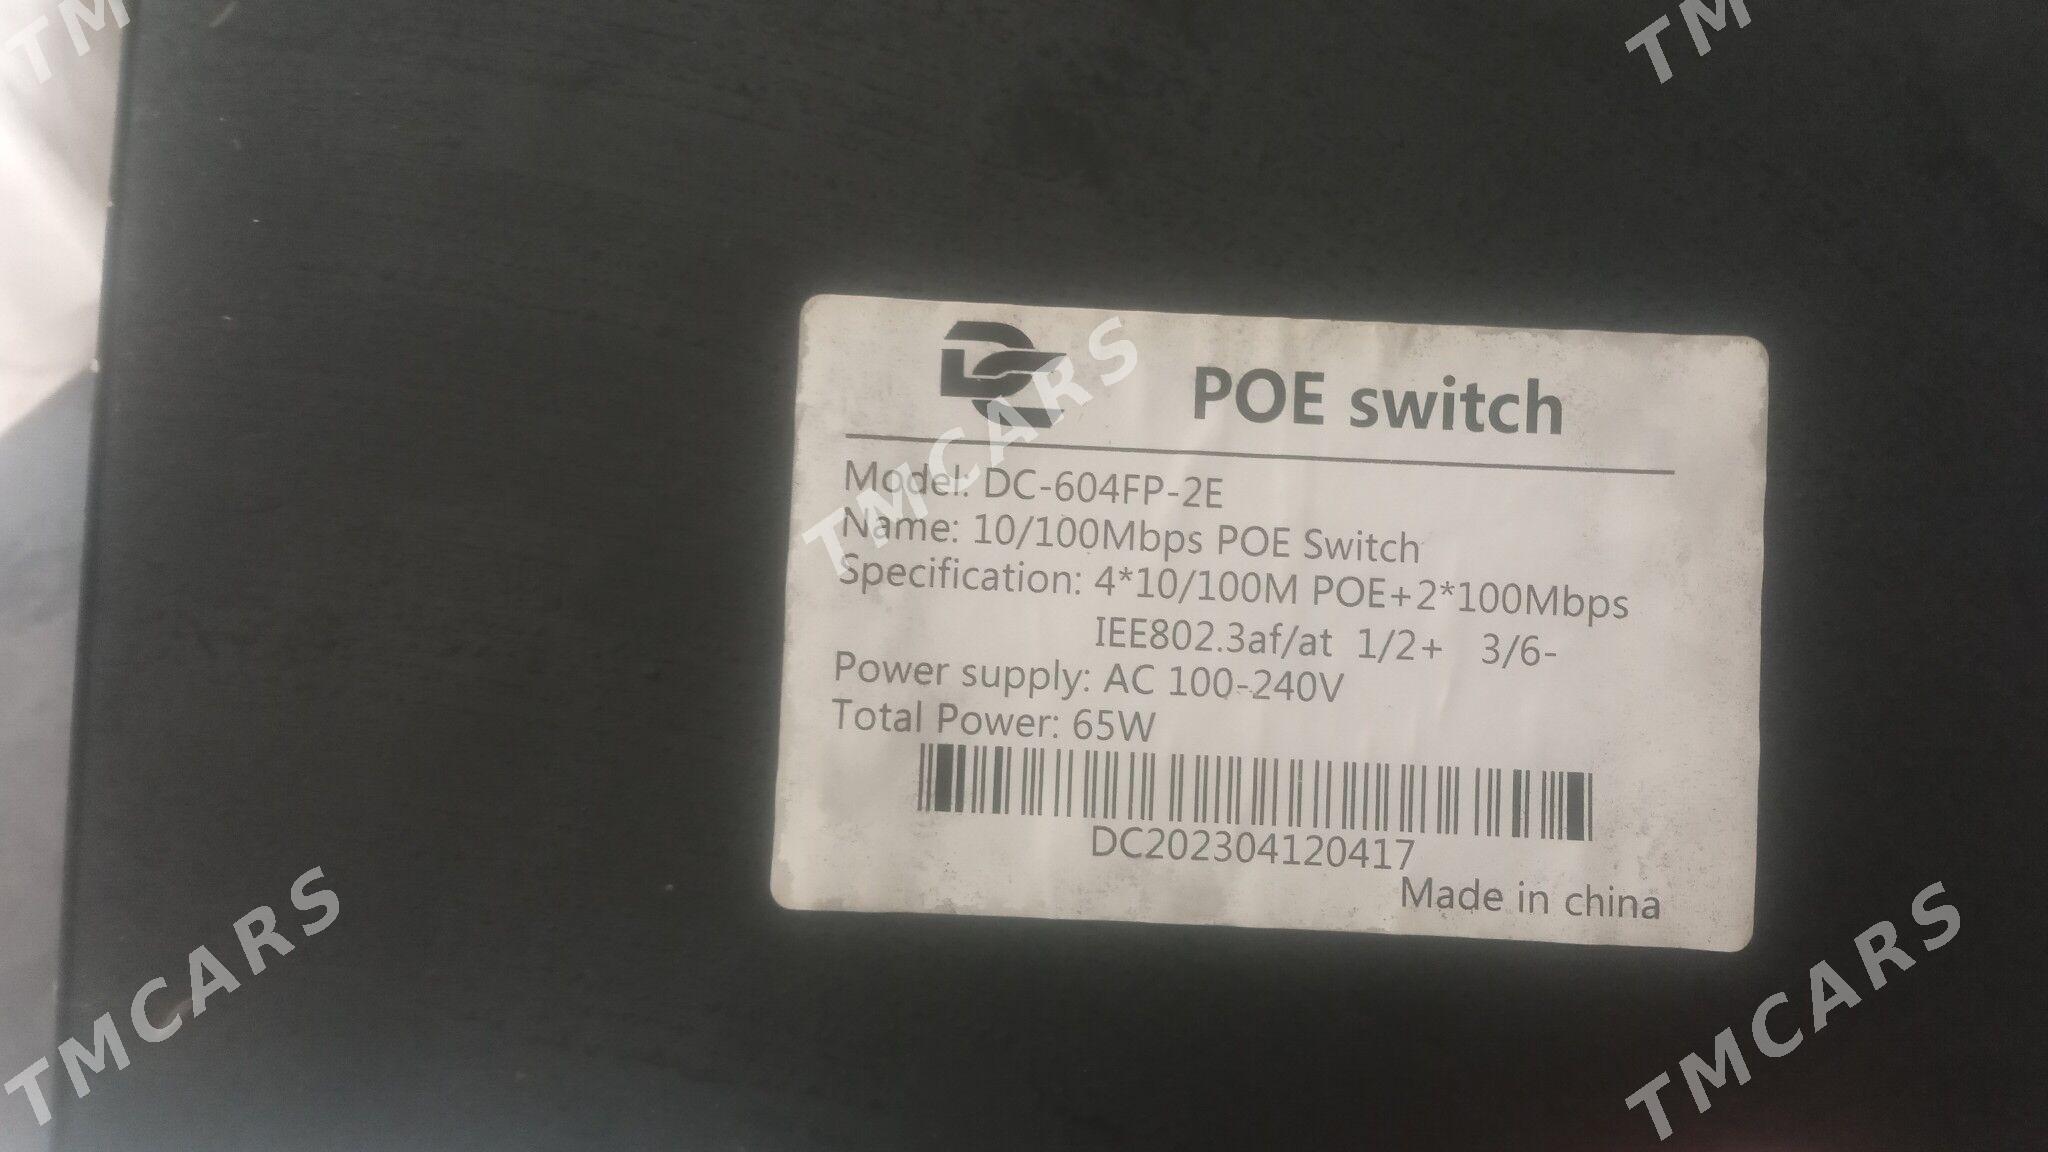 TMCARS
TMCARS
DC POE switch
Model: DC-604FP-2E
Name: 10/100Mbps POE Switch
Specification: 4*10/100M POE+2*100Mbps
IEE802.3af/at 1/2+ 3/6-
Power supply: AC 100-240V
Total Power: 65W
DC202304120417
Made in china
TMCARS
TMCARS
TMCARS